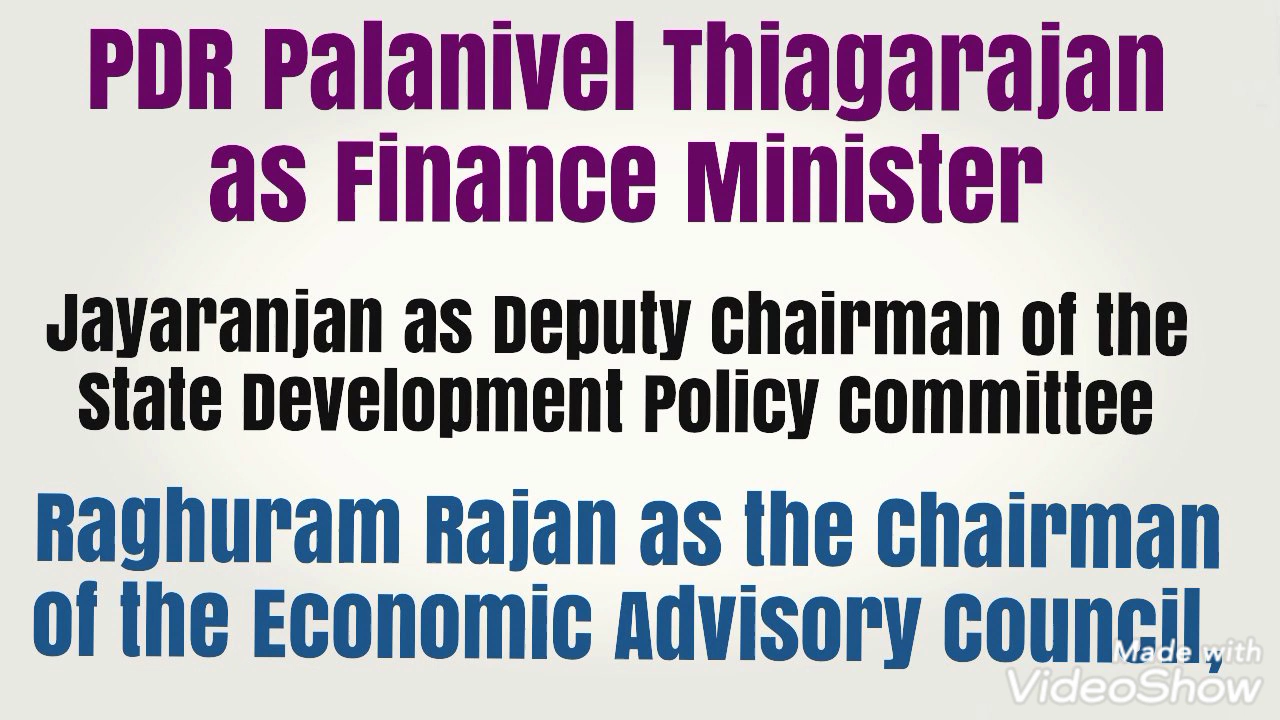 PDR Palanivel Thiagarajan
as Finance Minister
Jayaranjan as Deputy Chairman of the
State Development Policy Committee
Raghuram Rajan as the Chairman
of the Economic Advisory Council,
Made with
VideoShow